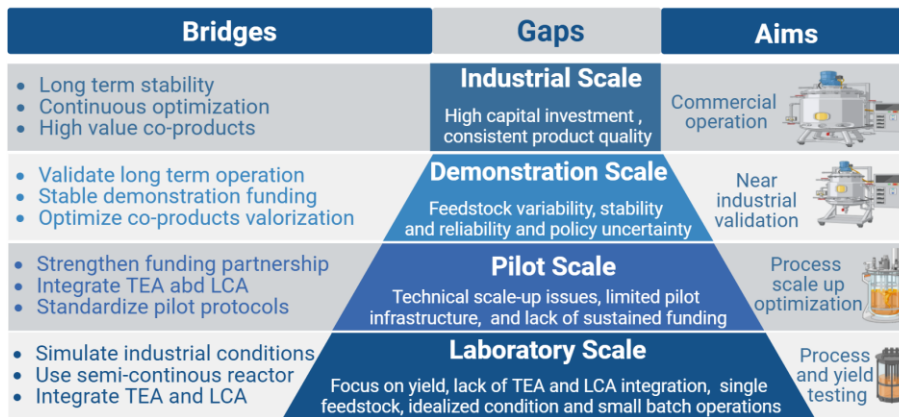 Bridges
Gaps
Aims
• Long term stability
• Continuous optimization
• High value co-products
Industrial Scale
High capital investment ,
consistent product quality
Commercial
operation
• Validate long term operation
• Stable demonstration funding
• Optimize co-products valorization
Demonstration Scale
Feedstock variability, stability
and reliability and policy uncertainty
Near
industrial
validation
• Strengthen funding partnership
• Integrate TEA abd LCA
• Standardize pilot protocols
Pilot Scale
Technical scale-up issues, limited pilot
infrastructure, and lack of sustained funding
Process
scale up
optimization
• Simulate industrial conditions
• Use semi-continous reactor
• Integrate TEA and LCA
Laboratory Scale
Focus on yield, lack of TEA and LCA integration, single
feedstock, idealized condition and small batch operations
Process
and yield
testing